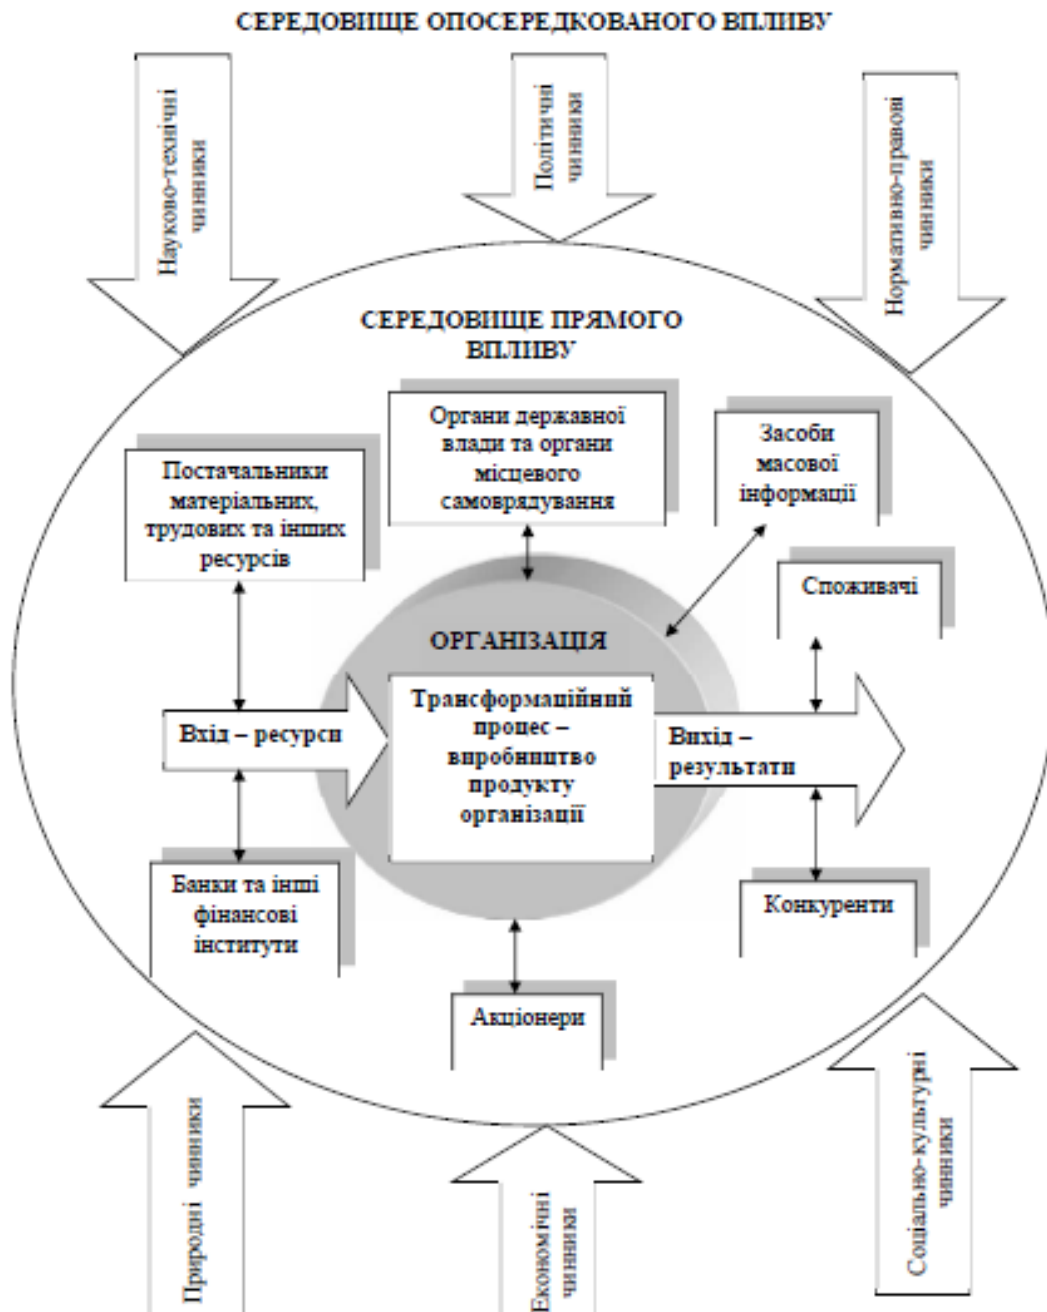 СЕРЕДОВИЩЕ ОПОСЕРЕДКОВАНОГО ВПЛИВУ
Науково-технічні
чинники
Політичні
чинники
Нормативно-правові
чинники
СЕРЕДОВИЩЕ ПРЯМОГО
ВПЛИВУ
Органи державної
влади та органи
місцевого
самоврядування
Засоби
масової
інформації
Постачальники
матеріальних,
трудових та інших
ресурсів
Споживачі
ОРГАНІЗАЦІЯ
Трансформаційний
процес –
виробництво
продукту
організації
Вхід – ресурси
Вихід –
результати
Банки та інші
фінансові
інститути
Конкуренти
Акціонери
Природні чинники
Економічні
чинники
Соціально-культурні
чинники